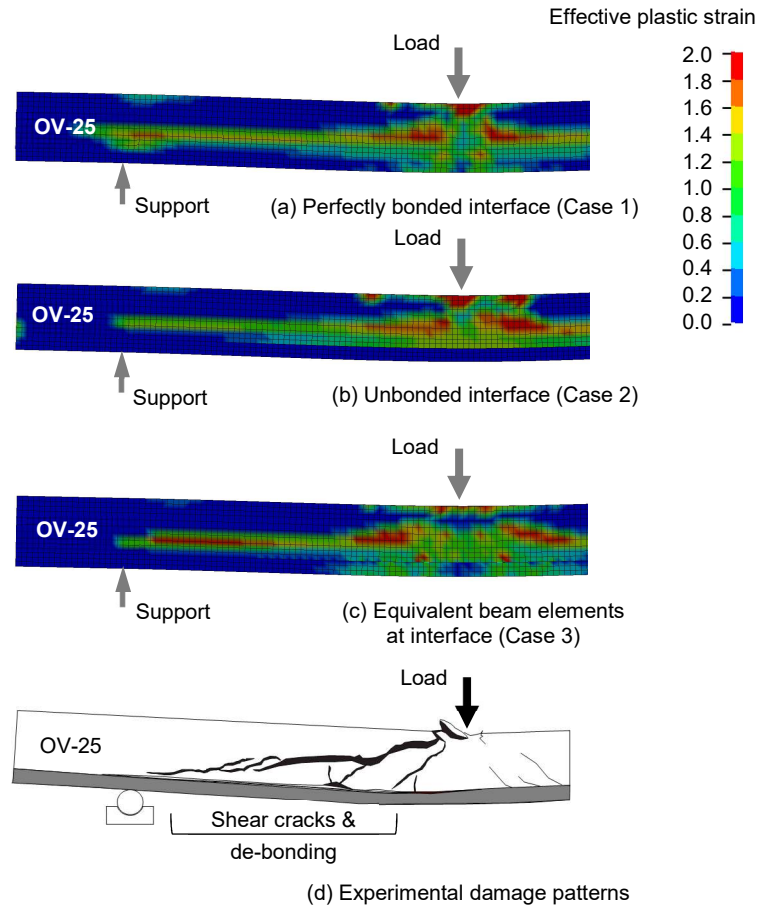 Effective plastic strain
2.0
1.8
1.6
1.4
1.2
1.0
0.8
0.6
0.4
0.2
0.0
Load
OV-25
Support
(a) Perfectly bonded interface (Case 1)
Load
OV-25
Support
(b) Unbonded interface (Case 2)
Load
OV-25
Support
(c) Equivalent beam elements
at interface (Case 3)
Load
OV-25
Shear cracks &
de-bonding
(d) Experimental damage patterns